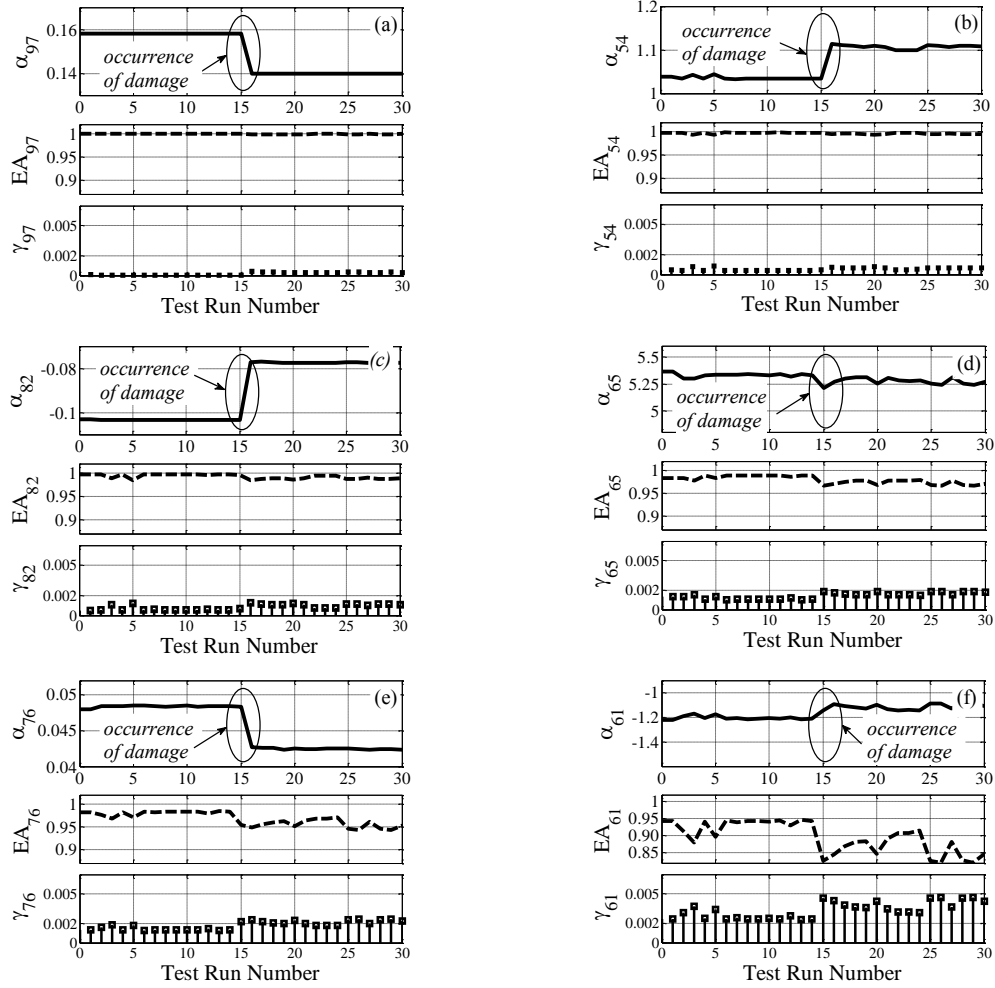 (a)
α97
0.16
0.14
occurrence
of damage
0 5 10 15 20 25 30
EA97
1
0.95
0.9
γ97
0.005
0.002
0
0 5 10 15 20 25 30
Test Run Number
(b)
α54
1.2
1.1
1
occurrence
of damage
0 5 10 15 20 25 30
EA54
1
0.95
0.9
γ54
0.005
0.002
0
0 5 10 15 20 25 30
Test Run Number
(c)
α82
-0.08
-0.1
occurrence
of damage
0 5 10 15 20 25 30
EA82
1
0.95
0.9
γ82
0.005
0.002
0
0 5 10 15 20 25 30
Test Run Number
(d)
α65
5.5
5.25
5
occurrence
of damage
0 5 10 15 20 25 30
EA65
1
0.95
0.9
γ65
0.005
0.002
0
0 5 10 15 20 25 30
Test Run Number
(e)
α76
0.05
0.04
occurrence
of damage
0 5 10 15 20 25 30
EA76
1
0.95
0.9
γ76
0.005
0.002
0
0 5 10 15 20 25 30
Test Run Number
(f)
α61
-1
-1.2
-1.4
occurrence
of damage
0 5 10 15 20 25 30
EA61
0.95
0.90
0.85
γ61
0.005
0.002
0
0 5 10 15 20 25 30
Test Run Number